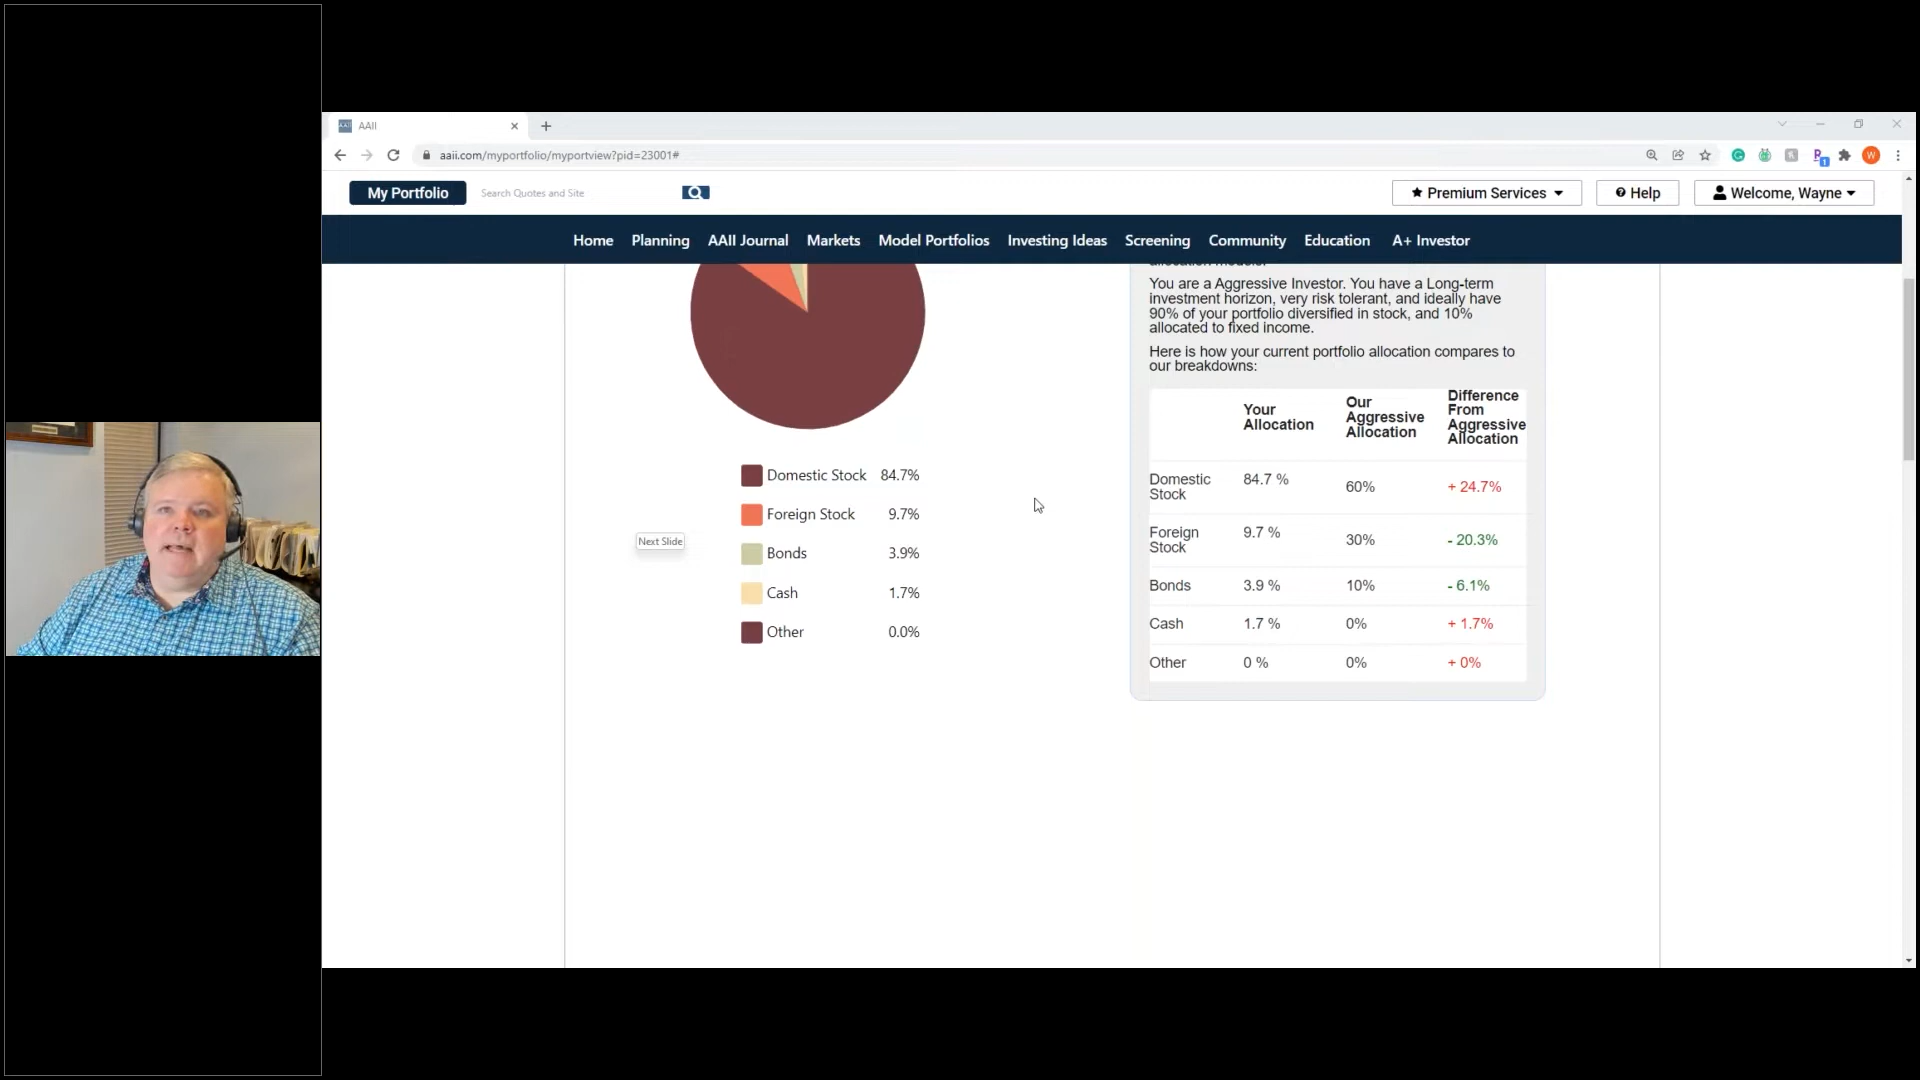 AAII
aaii.com/myportfolio/myportview?pid=23001#
W
1
My Portfolio
Search Quotes and Site
Premium Services
Help
Welcome, Wayne
Home Planning AAII Journal Markets Model Portfolios Investing Ideas Screening Community Education A+ Investor
Domestic Stock 84.7%
Foreign Stock 9.7%
Bonds 3.9%
Cash 1.7%
Other 0.0%
Next Slide
allocation models.
You are a Aggressive Investor. You have a Long-term
investment horizon, very risk tolerant, and ideally have
90% of your portfolio diversified in stock, and 10%
allocated to fixed income.
Here is how your current portfolio allocation compares to
our breakdowns:
Your
Allocation
Our
Aggressive
Allocation
Difference
From
Aggressive
Allocation
Domestic
Stock
84.7 %
60%
+ 24.7%
Foreign
Stock
9.7 %
30%
- 20.3%
Bonds 3.9 % 10% - 6.1%
Cash 1.7 % 0% + 1.7%
Other 0 % 0% + 0%